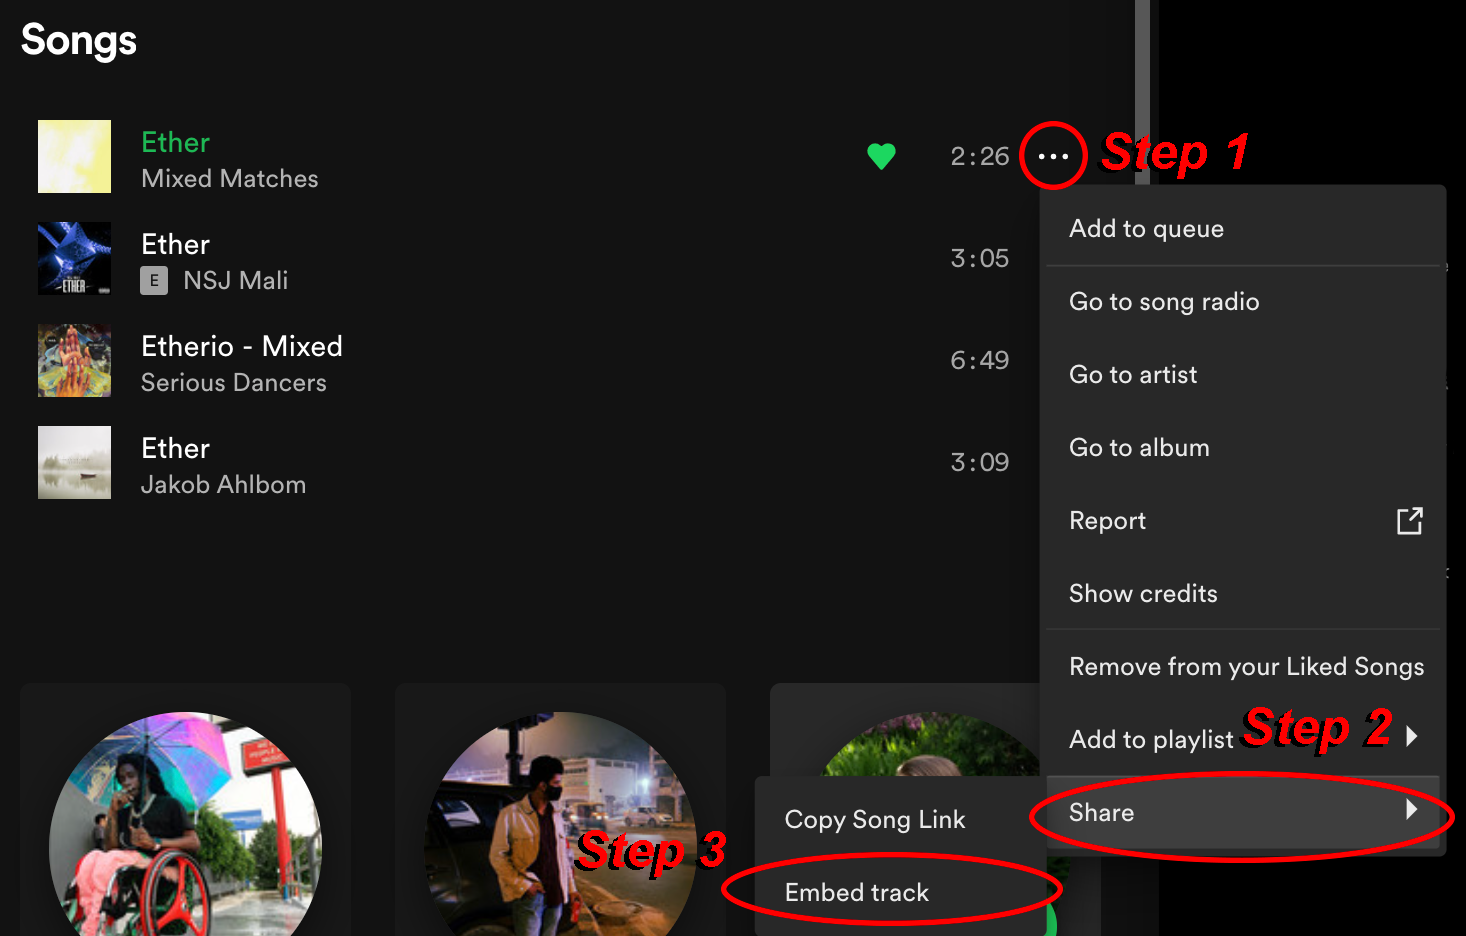 Songs
Ether
Mixed Matches
2:26
Step 1
Ether
E NSJ Mali
3:05
Etherio - Mixed
Serious Dancers
6:49
Ether
Jakob Ahlbom
3:09
Add to queue
Go to song radio
Go to artist
Go to album
Report
Show credits
Remove from your Liked Songs
Add to playlist
Step 2
Share
Copy Song Link
Step 3
Embed track
ETHER